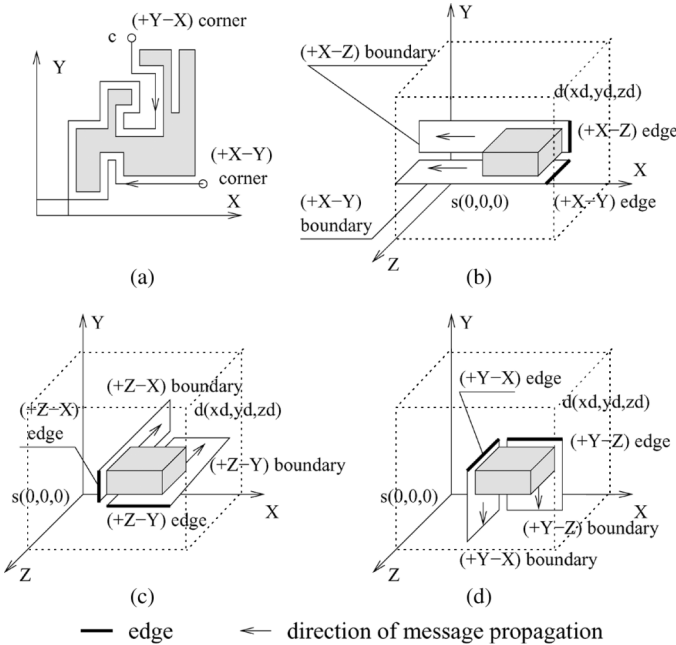 (+Y−X) corner
c
Y
(+X−Y)
corner
X
(a)
Y
(+X−Z) boundary
d(xd,yd,zd)
(+X−Z) edge
X
s(0,0,0)
(+X−Y) edge
(+X−Y)
boundary
Z
(b)
Y
(+Z−X) boundary
(+Z−X)
edge
d(xd,yd,zd)
(+Z−Y) boundary
s(0,0,0)
X
(+Z−Y) edge
Z
(c)
Y
(+Y−X) edge
d(xd,yd,zd)
(+Y−Z) edge
s(0,0,0)
X
(+Y−Z) boundary
(+Y−X) boundary
Z
(d)
edge
direction of message propagation